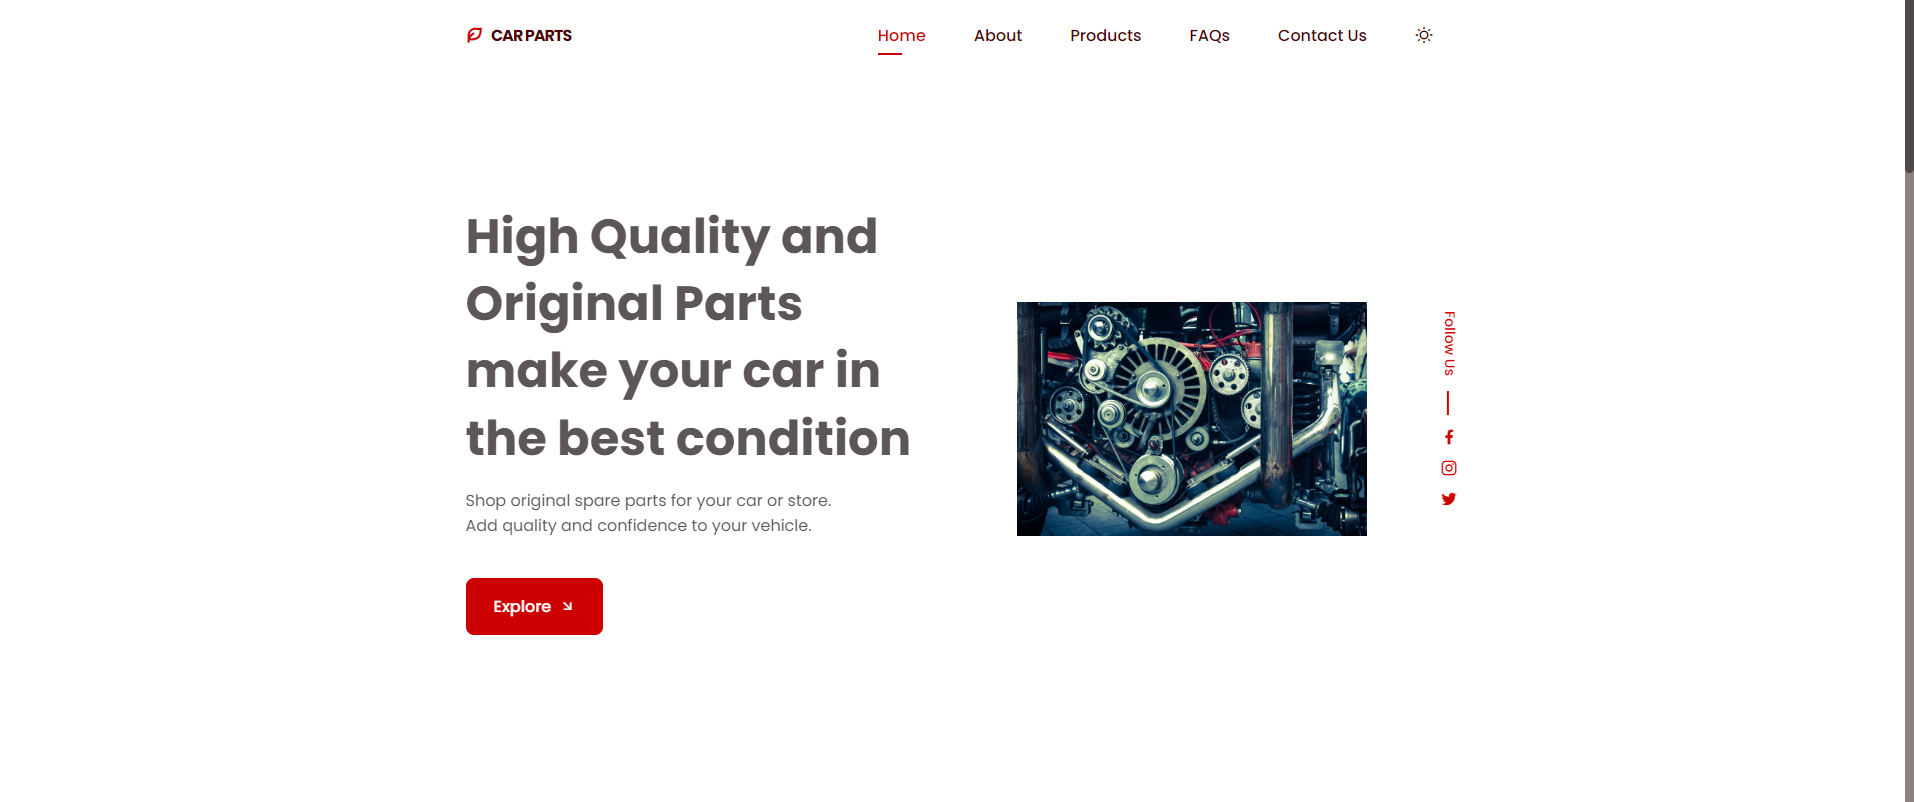 CAR PARTS
Home
About
Products
FAQs
Contact Us
High Quality and
Original Parts
make your car in
the best condition
Shop original spare parts for your car or store.
Add quality and confidence to your vehicle.
Explore
Follow Us